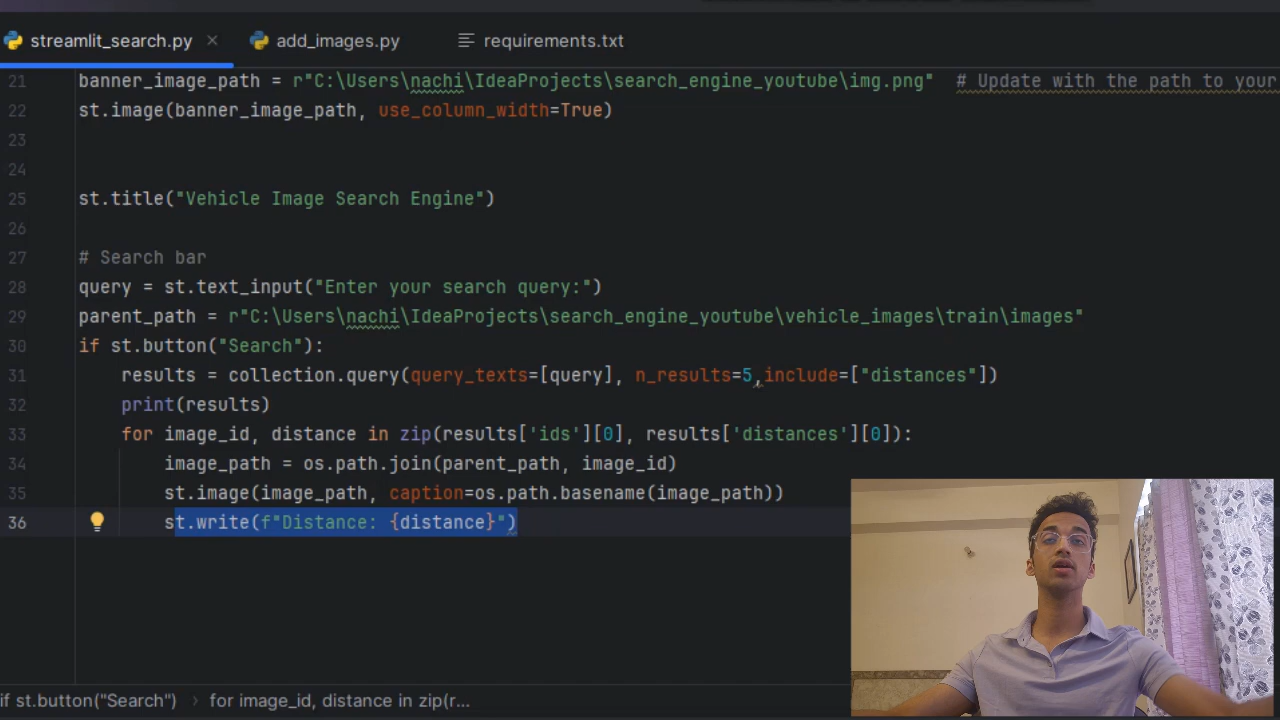 streamlit_search.py
add_images.py
requirements.txt
21 banner_image_path = r"C:\Users\nachi\IdeaProjects\search_engine_youtube\img.png"  # Update with the path to your
22 st.image(banner_image_path, use_column_width=True)
23
24
25 st.title("Vehicle Image Search Engine")
26
27 # Search bar
28 query = st.text_input("Enter your search query:")
29 parent_path = r"C:\Users\nachi\IdeaProjects\search_engine_youtube\vehicle_images\train\images"
30 if st.button("Search"):
31     results = collection.query(query_texts=[query], n_results=5,include=["distances"])
32     print(results)
33     for image_id, distance in zip(results['ids'][0], results['distances'][0]):
34         image_path = os.path.join(parent_path, image_id)
35         st.image(image_path, caption=os.path.basename(image_path))
36         st.write(f"Distance: {distance}")
if st.button("Search") › for image_id, distance in zip(r...